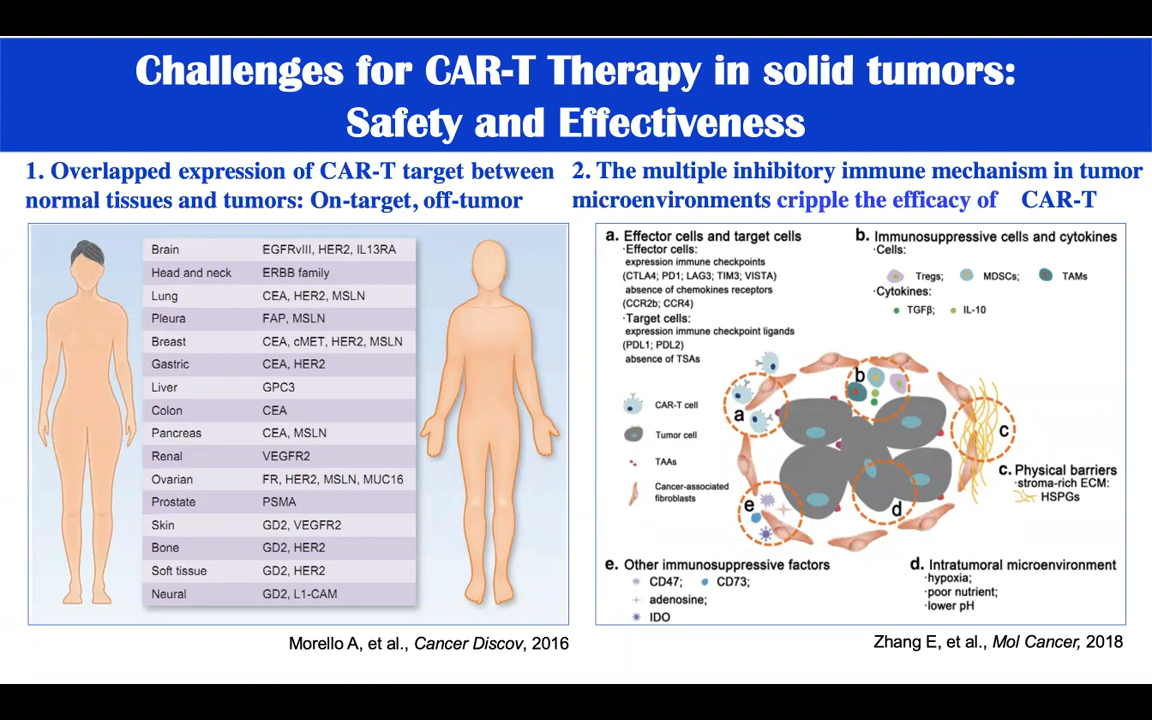 Challenges for CAR-T Therapy in solid tumors:
Safety and Effectiveness
1. Overlapped expression of CAR-T target between
normal tissues and tumors: On-target, off-tumor
Brain EGFRvIII, HER2, IL13RA
Head and neck ERBB family
Lung CEA, HER2, MSLN
Pleura FAP, MSLN
Breast CEA, cMET, HER2, MSLN
Gastric CEA, HER2
Liver GPC3
Colon CEA
Pancreas CEA, MSLN
Renal VEGFR2
Ovarian FR, HER2, MSLN, MUC16
Prostate PSMA
Skin GD2, VEGFR2
Bone GD2, HER2
Soft tissue GD2, HER2
Neural GD2, L1-CAM
Morello A, et al., Cancer Discov, 2016
2. The multiple inhibitory immune mechanism in tumor
microenvironments cripple the efficacy of CAR-T
a. Effector cells and target cells
·Effector cells:
expression immune checkpoints
(CTLA4; PD1; LAG3; TIM3; VISTA)
absence of chemokines receptors
(CCR2b; CCR4)
·Target cells:
expression immune checkpoint ligands
(PDL1; PDL2)
absence of TSAs
b. Immunosuppressive cells and cytokines
·Cells:
Tregs; MDSCs; TAMs
·Cytokines:
TGFβ; IL-10
CAR-T cell
Tumor cell
TAAs
Cancer-associated
fibroblasts
a
b
c
d
e
c. Physical barriers
·stroma-rich ECM:
HSPGs
e. Other immunosuppressive factors
CD47; CD73;
adenosine;
IDO
d. Intratumoral microenvironment
·hypoxia;
·poor nutrient;
·lower pH
Zhang E, et al., Mol Cancer, 2018